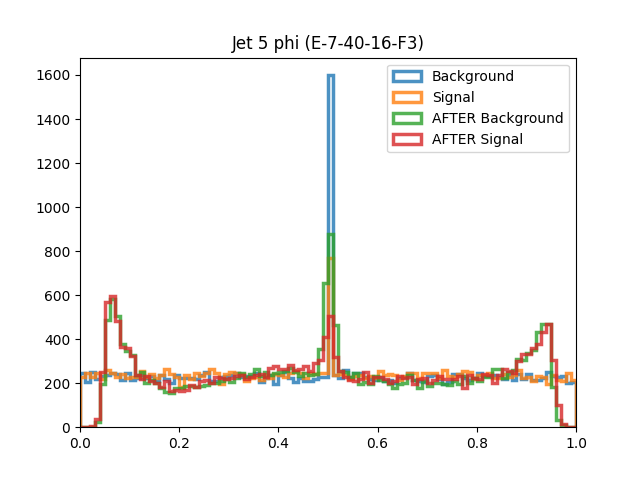 Jet 5 phi (E-7-40-16-F3)
1600
1400
1200
1000
800
600
400
200
0
0.0 0.2 0.4 0.6 0.8 1.0
Background
Signal
AFTER Background
AFTER Signal